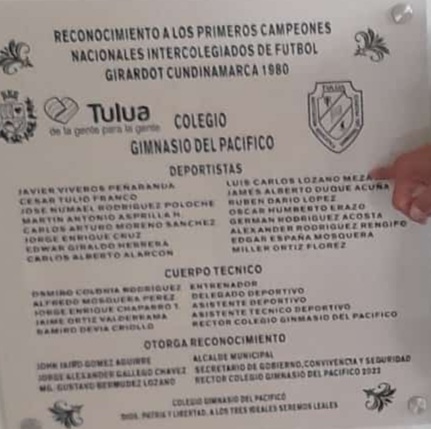 RECONOCIMIENTO A LOS PRIMEROS CAMPEONES
NACIONALES INTERCOLEGIADOS DE FUTBOL
GIRARDOT CUNDINAMARCA 1980
Tulua
de la gente para la gente
TULUA
COLEGIO
GIMNASIO DEL PACIFICO
DEPORTISTAS
JAVIER VIVEROS PEÑARANDA
CESAR TULIO FRANCO
JOSE NUMAEL RODRIGUEZ POLOCHE
MARTIN ANTONIO ASPRILLA H.
CARLOS ARTURO MORENO SANCHEZ
JORGE ENRIQUE CRUZ
EDWAR GIRALDO HERRERA
CARLOS ALBERTO ALARCON
LUIS CARLOS LOZANO MEZA
JAMES ALBERTO DUQUE ACUÑA
RUBEN DARIO LOPEZ
OSCAR HUMBERTO ERAZO
GERMAN RODRIGUEZ ACOSTA
ALEXANDER RODRIGUEZ RENGIFO
EDGAR ESPAÑA MOSQUERA
MILLER ORTIZ FLOREZ
CUERPO TECNICO
COLONIA RODRIGUEZ ENTRENADOR
ALFREDO MOSQUERA PEREZ DELEGADO DEPORTIVO
JORGE ENRIQUE CHAPARRO T. ASISTENTE DEPORTIVO
JAIME ORTIZ VALDERRAMA ASISTENTE TECNICO DEPORTIVO
RAMIRO DEVIA CRIOLLO RECTOR COLEGIO GINMASIO DEL PACIFICO
OTORGA RECONOCIMIENTO
JOHN JAIRO GOMEZ AGUIRRE ALCALDE MUNICIPAL
JORGE ALEXANDER GALLEGO CHAVEZ SECRETARIO DE GOBIERNO, CONVIVENCIA Y SEGURIDAD
MG. GUSTAVO BERMUDEZ LOZANO RECTOR COLEGIO GIMNASIO DEL PACIFICO 2022
COLEGIO GIMNASIO DEL PACIFICO
DIOS, PATRIA Y LIBERTAD, A LOS TRES IDEALES SEREMOS LEALES